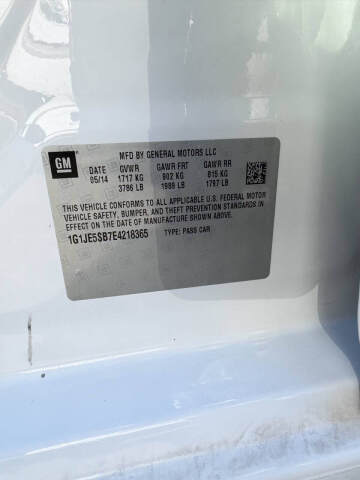 GM
MFD BY GENERAL MOTORS LLC
DATE GVWR GAWR FRT GAWR RR
05/14 1717 KG 902 KG 815 KG
3786 LB 1989 LB 1797 LB
THIS VEHICLE CONFORMS TO ALL APPLICABLE U.S. FEDERAL MOTOR
VEHICLE SAFETY, BUMPER, AND THEFT PREVENTION STANDARDS IN
EFFECT ON THE DATE OF MANUFACTURE SHOWN ABOVE.
1G1JE5SB7E4218365 TYPE: PASS CAR